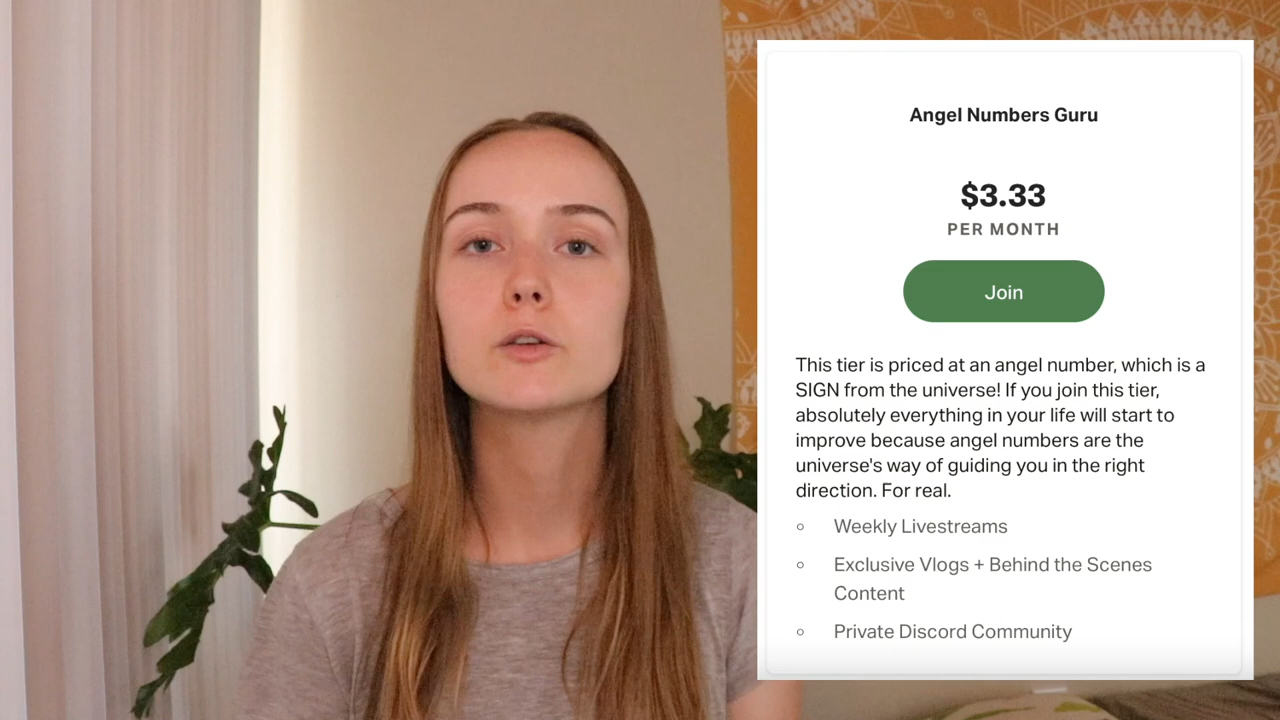 Angel Numbers Guru
$3.33
PER MONTH
Join
This tier is priced at an angel number, which is a
SIGN from the universe! If you join this tier,
absolutely everything in your life will start to
improve because angel numbers are the
universe's way of guiding you in the right
direction. For real.
Weekly Livestreams
Exclusive Vlogs + Behind the Scenes
Content
Private Discord Community